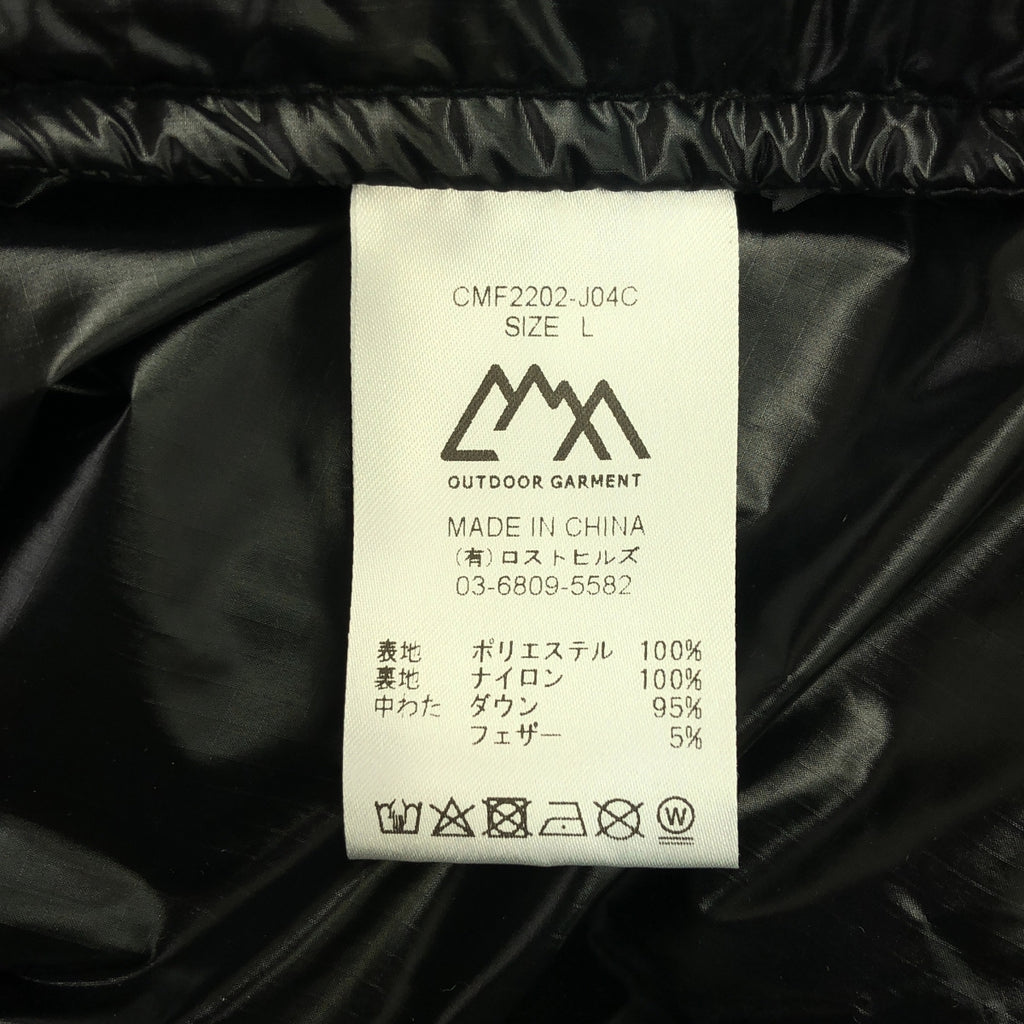 CMF2202-J04C
SIZE L
OUTDOOR GARMENT
MADE IN CHINA
(有)ロストヒルズ
03-6809-5582
表地 ポリエステル 100%
裏地 ナイロン 100%
中わた ダウン 95%
フェザー 5%
W